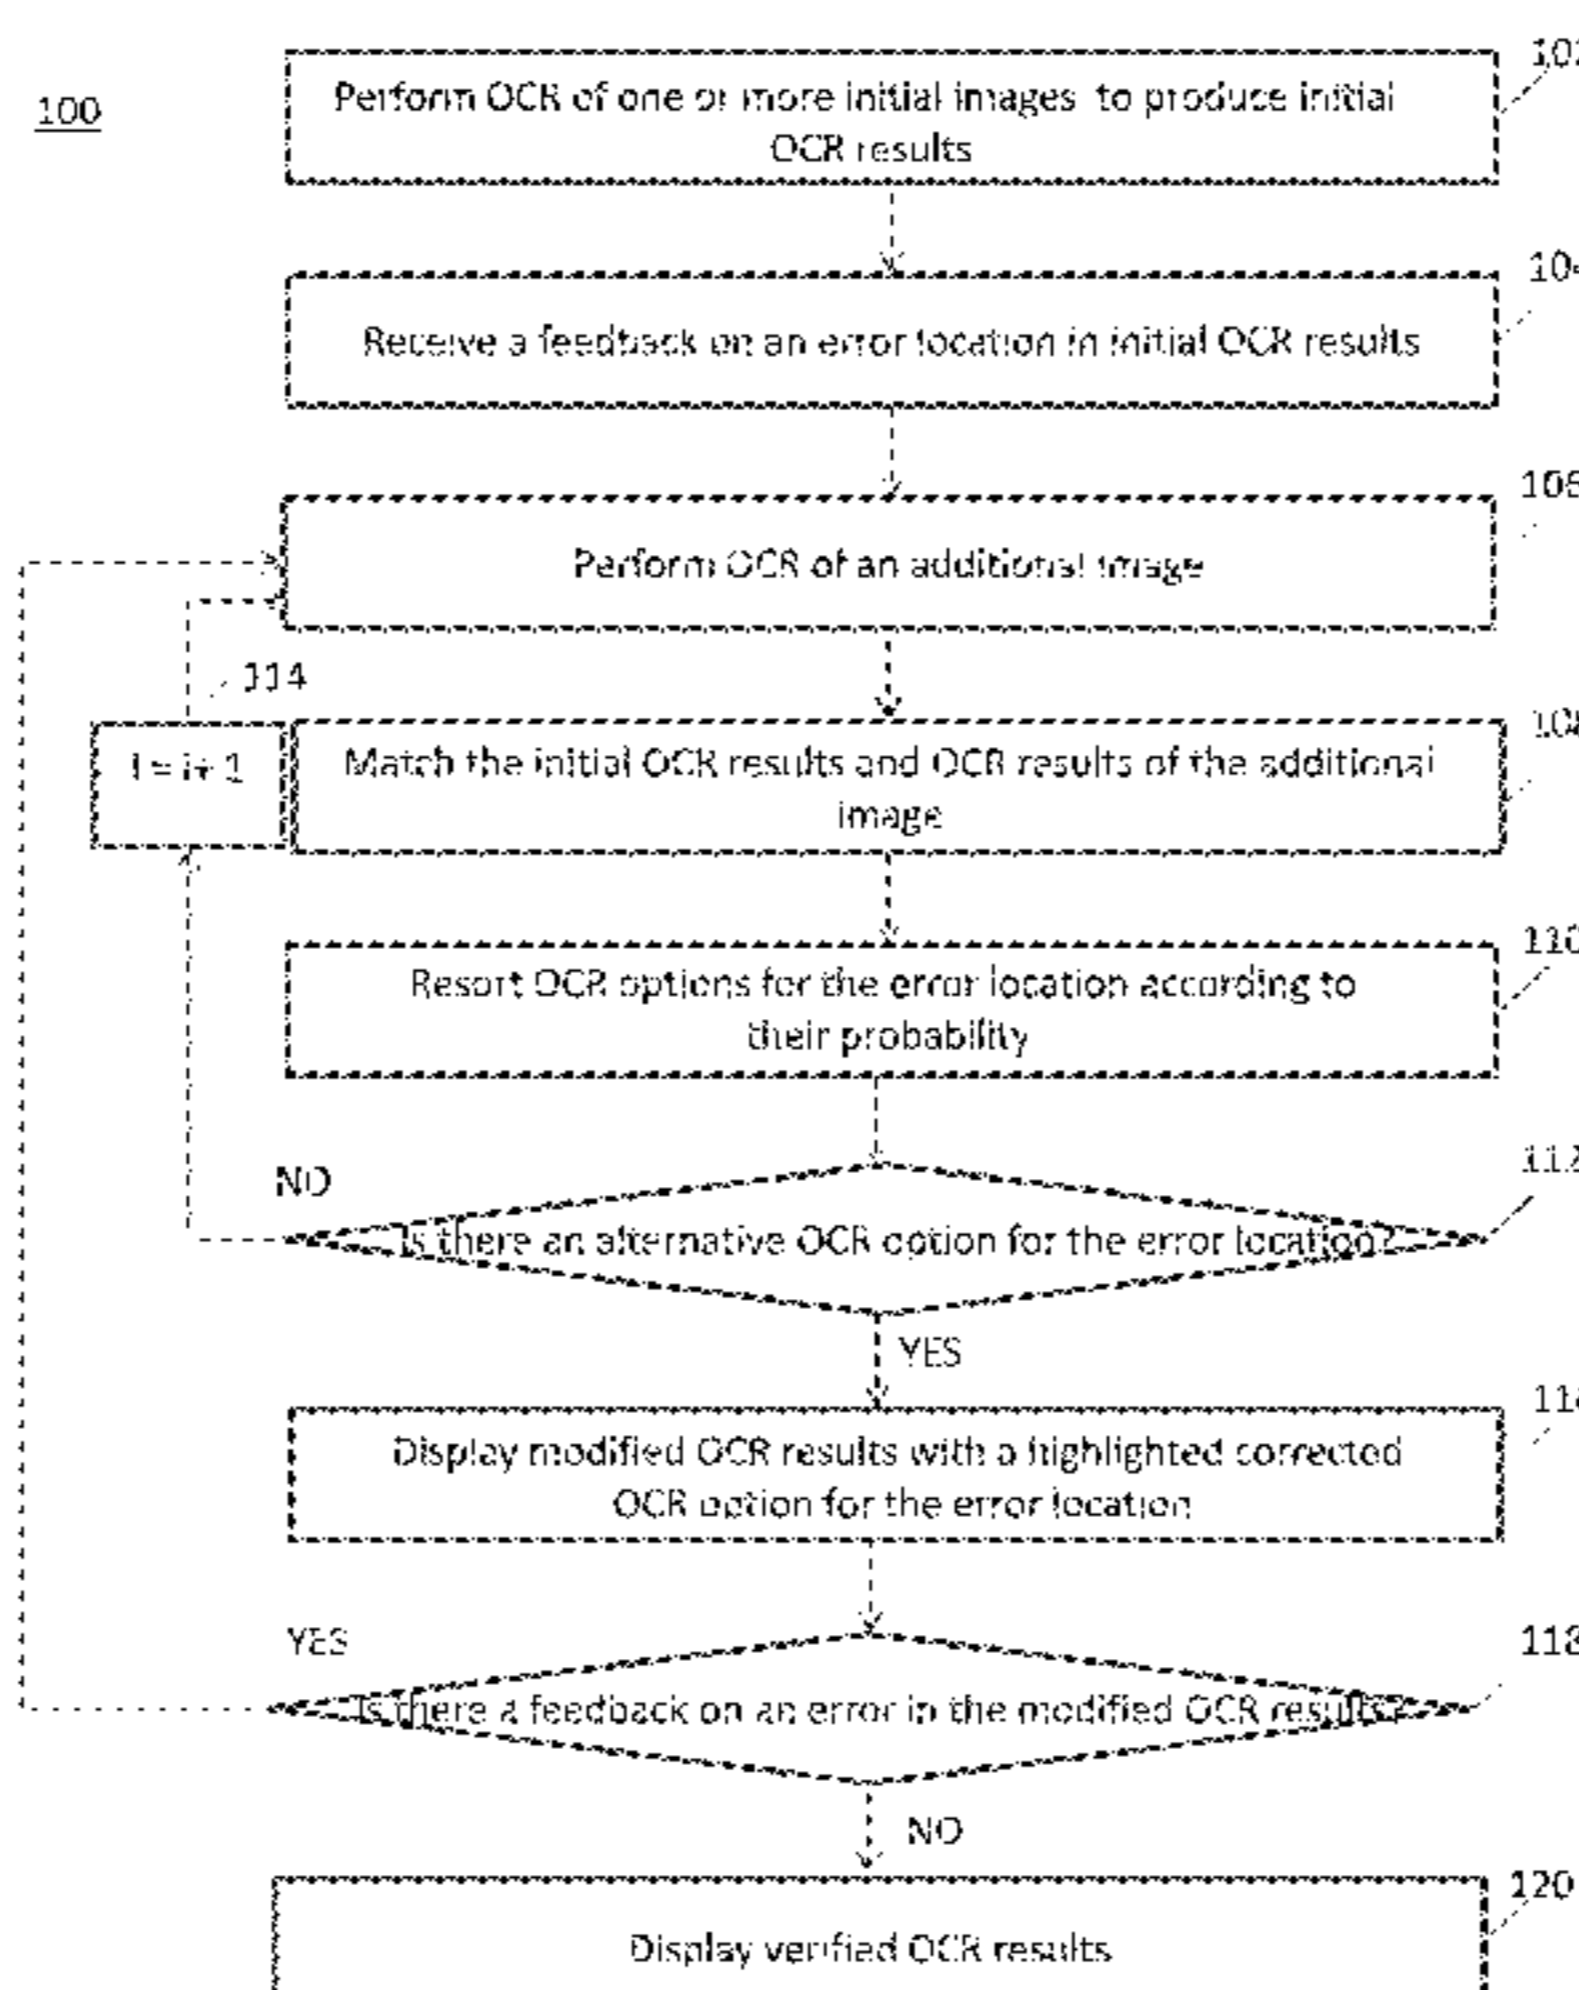 100
Perform OCR of one or more initial images to produce initial
OCR results
Receive a feedback on an error location in initial OCR results
Perform OCR of an additional image
114
i = i+ 1
Match the initial OCR results and OCR results of the additional
image
Resort OCR options for the error location according to
their probability
NO
Is there an alternative OCR option for the error location?
YES
Display modified OCR results with a highlighted corrected
OCR option for the error location
YES
Is there a feedback on an error in the modified OCR results?
NO
120
Display verified OCR results